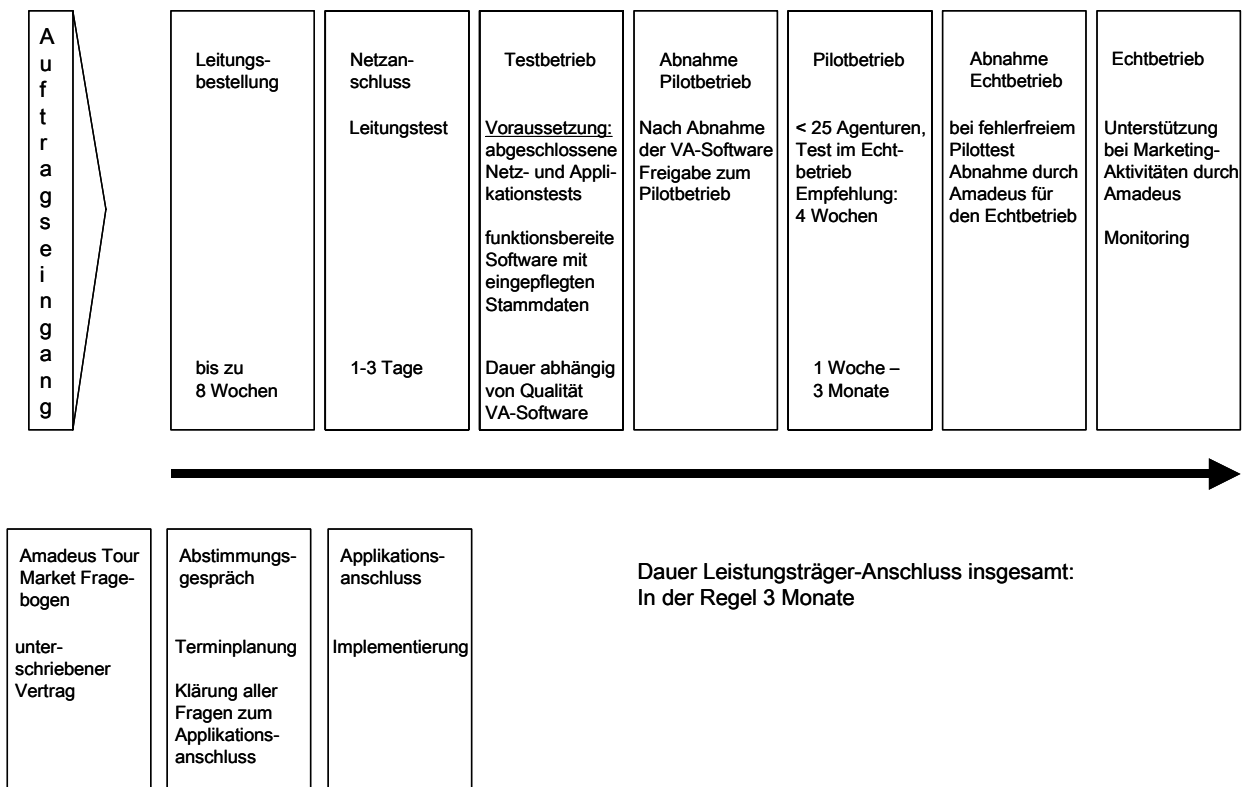 Auftragseingang
Leitungs-
bestellung
bis zu
8 Wochen
Netzan-
schluss
Leitungstest
1-3 Tage
Testbetrieb
Voraussetzung:
abgeschlossene
Netz- und Appli-
kationstests
funktionsbereite
Software mit
eingepflegten
Stammdaten
Dauer abhängig
von Qualität
VA-Software
Abnahme
Pilotbetrieb
Nach Abnahme
der VA-Software
Freigabe zum
Pilotbetrieb
Pilotbetrieb
< 25 Agenturen,
Test im Echt-
betrieb
Empfehlung:
4 Wochen
1 Woche –
3 Monate
Abnahme
Echtbetrieb
bei fehlerfreiem
Pilottest
Abnahme durch
Amadeus für
den Echtbetrieb
Echtbetrieb
Unterstützung
bei Marketing-
Aktivitäten durch
Amadeus
Monitoring
Amadeus Tour
Market Frage-
bogen
unter-
schriebener
Vertrag
Abstimmungs-
gespräch
Terminplanung
Klärung aller
Fragen zum
Applikations-
anschluss
Applikations-
anschluss
Implementierung
Dauer Leistungsträger-Anschluss insgesamt:
In der Regel 3 Monate